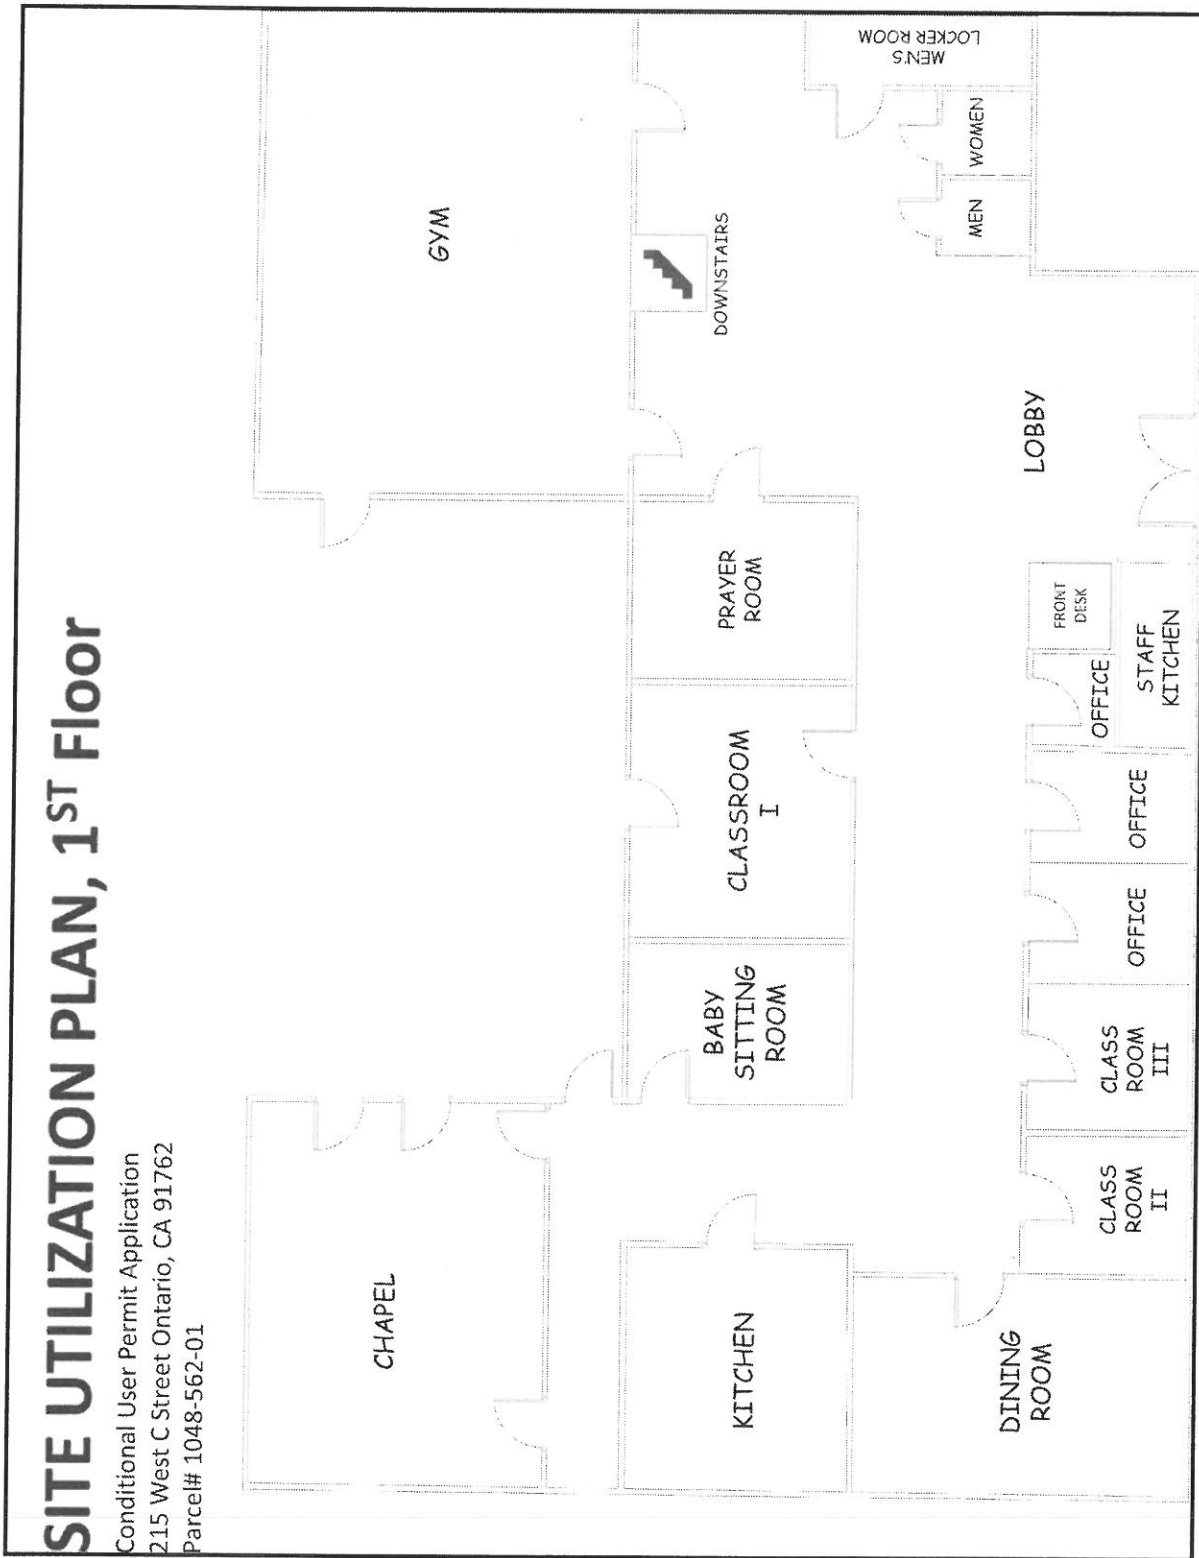 SITE UTILIZATION PLAN, 1ST Floor
Conditional User Permit Application
215 West C Street Ontario, CA 91762
Parcel# 1048-562-01
CHAPEL
GYM
KITCHEN
BABY
SITTING
ROOM
CLASSROOM
I
PRAYER
ROOM
DOWNSTAIRS
MEN'S
LOCKER ROOM
MEN
WOMEN
LOBBY
DINING
ROOM
CLASS
ROOM
II
CLASS
ROOM
III
OFFICE
OFFICE
OFFICE
FRONT
DESK
STAFF
KITCHEN